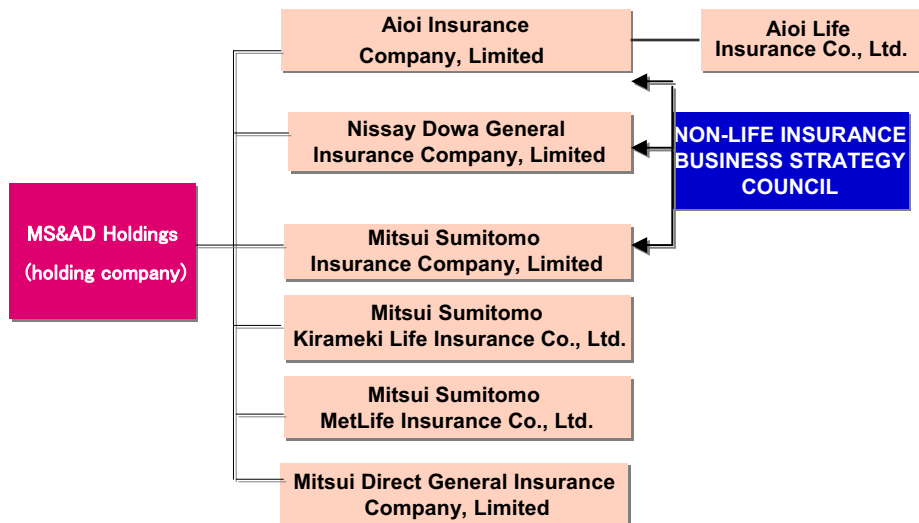 Aioi Insurance
Company, Limited
Aioi Life
Insurance Co., Ltd.
Nissay Dowa General
Insurance Company, Limited
NON-LIFE INSURANCE
BUSINESS STRATEGY
COUNCIL
MS&AD Holdings
(holding company)
Mitsui Sumitomo
Insurance Company, Limited
Mitsui Sumitomo
Kirameki Life Insurance Co., Ltd.
Mitsui Sumitomo
MetLife Insurance Co., Ltd.
Mitsui Direct General Insurance
Company, Limited